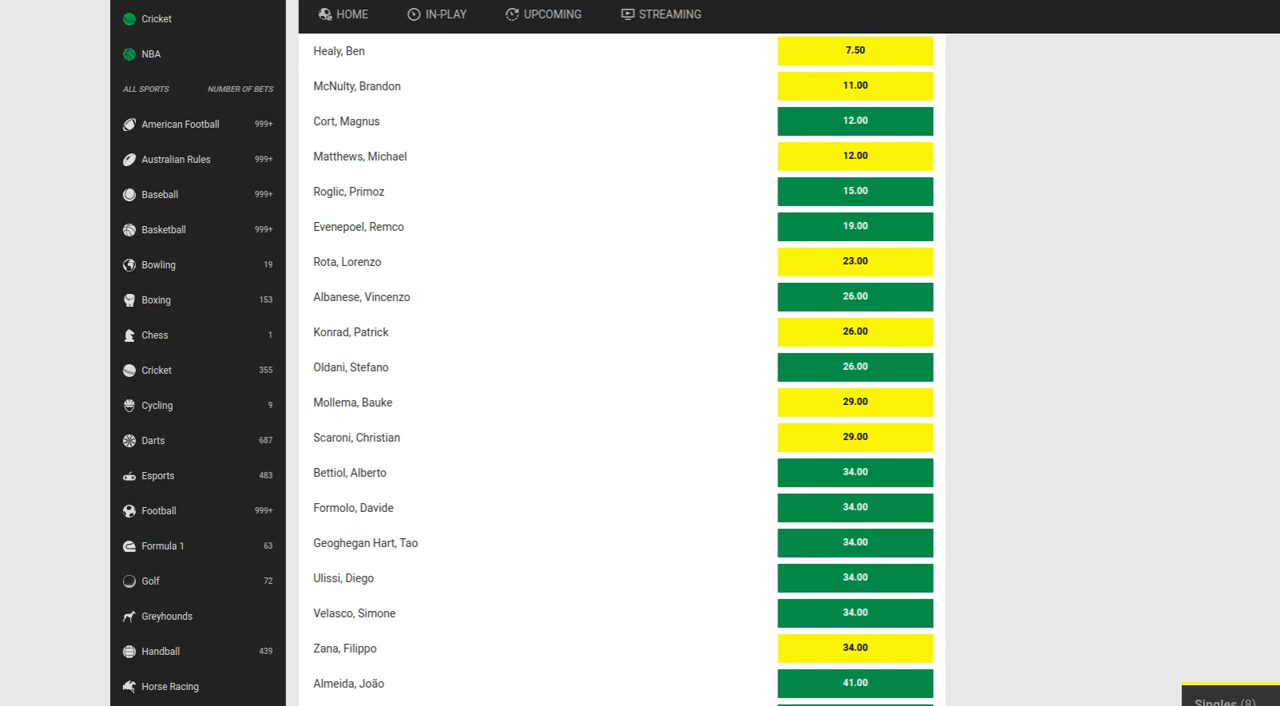 Cricket
NBA
ALL SPORTS NUMBER OF BETS
American Football 999+
Australian Rules 999+
Baseball 999+
Basketball 999+
Bowling 19
Boxing 153
Chess 1
Cricket 355
Cycling 9
Darts 687
Esports 483
Football 999+
Formula 1 63
Golf 72
Greyhounds
Handball 439
Horse Racing
HOME IN-PLAY UPCOMING STREAMING
Healy, Ben 7.50
McNulty, Brandon 11.00
Cort, Magnus 12.00
Matthews, Michael 12.00
Roglic, Primoz 15.00
Evenepoel, Remco 19.00
Rota, Lorenzo 23.00
Albanese, Vincenzo 26.00
Konrad, Patrick 26.00
Oldani, Stefano 26.00
Mollema, Bauke 29.00
Scaroni, Christian 29.00
Bettiol, Alberto 34.00
Formolo, Davide 34.00
Geoghegan Hart, Tao 34.00
Ulissi, Diego 34.00
Velasco, Simone 34.00
Zana, Filippo 34.00
Almeida, João 41.00
Singles (8)